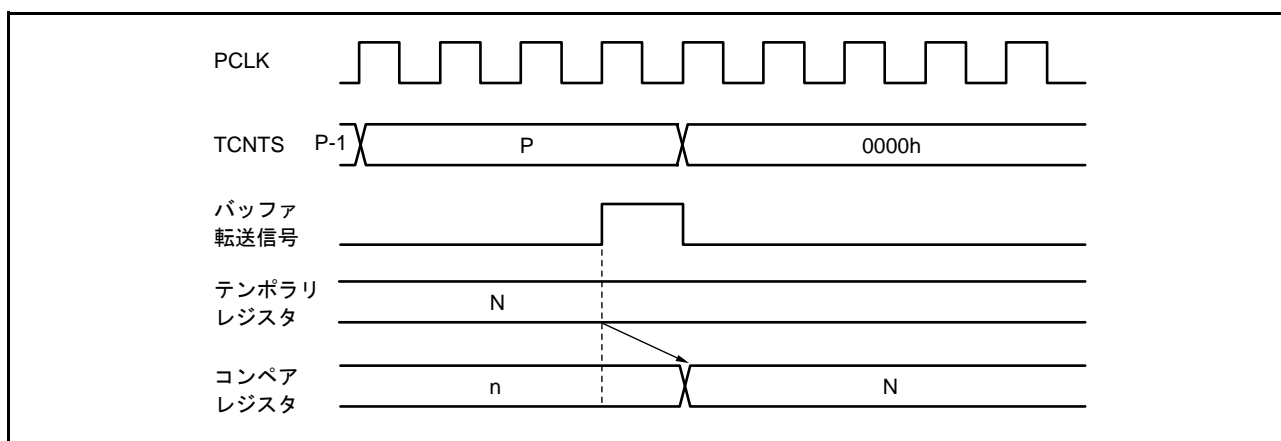 PCLK
TCNTS P-1 P 0000h
バッファ
転送信号
テンポラリ
レジスタ
N
コンペア
レジスタ
n N